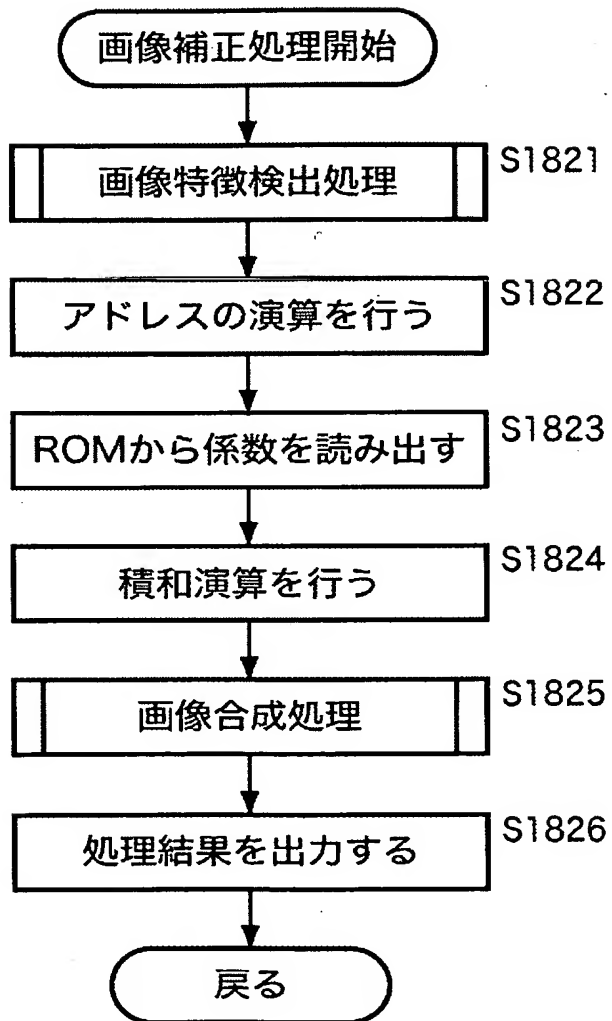 画像補正処理開始
画像特徴検出処理 S1821
アドレスの演算を行う S1822
ROMから係数を読み出す S1823
積和演算を行う S1824
画像合成処理 S1825
処理結果を出力する S1826
戻る